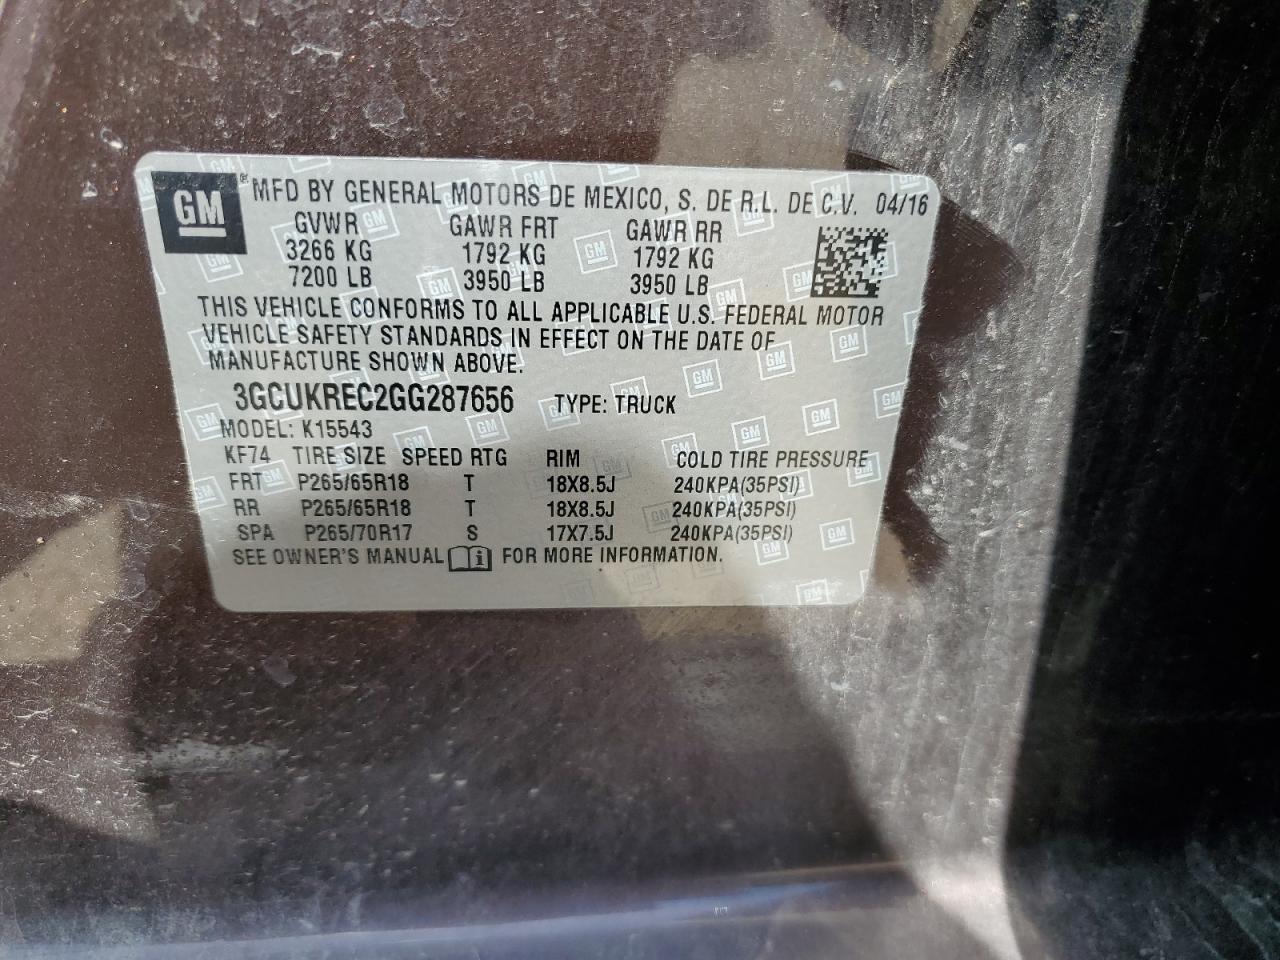 GM® MFD BY GENERAL MOTORS DE MEXICO, S. DE R.L. DE C.V. 04/16
GVWR GAWR FRT GAWR RR
3266 KG 1792 KG 1792 KG
7200 LB 3950 LB 3950 LB
THIS VEHICLE CONFORMS TO ALL APPLICABLE U.S. FEDERAL MOTOR
VEHICLE SAFETY STANDARDS IN EFFECT ON THE DATE OF
MANUFACTURE SHOWN ABOVE.
3GCUKREC2GG287656 TYPE: TRUCK
MODEL: K15543
KF74 TIRE SIZE SPEED RTG RIM COLD TIRE PRESSURE
FRT P265/65R18 T 18X8.5J 240KPA(35PSI)
RR P265/65R18 T 18X8.5J 240KPA(35PSI)
SPA P265/70R17 S 17X7.5J 240KPA(35PSI)
SEE OWNER'S MANUAL i FOR MORE INFORMATION.